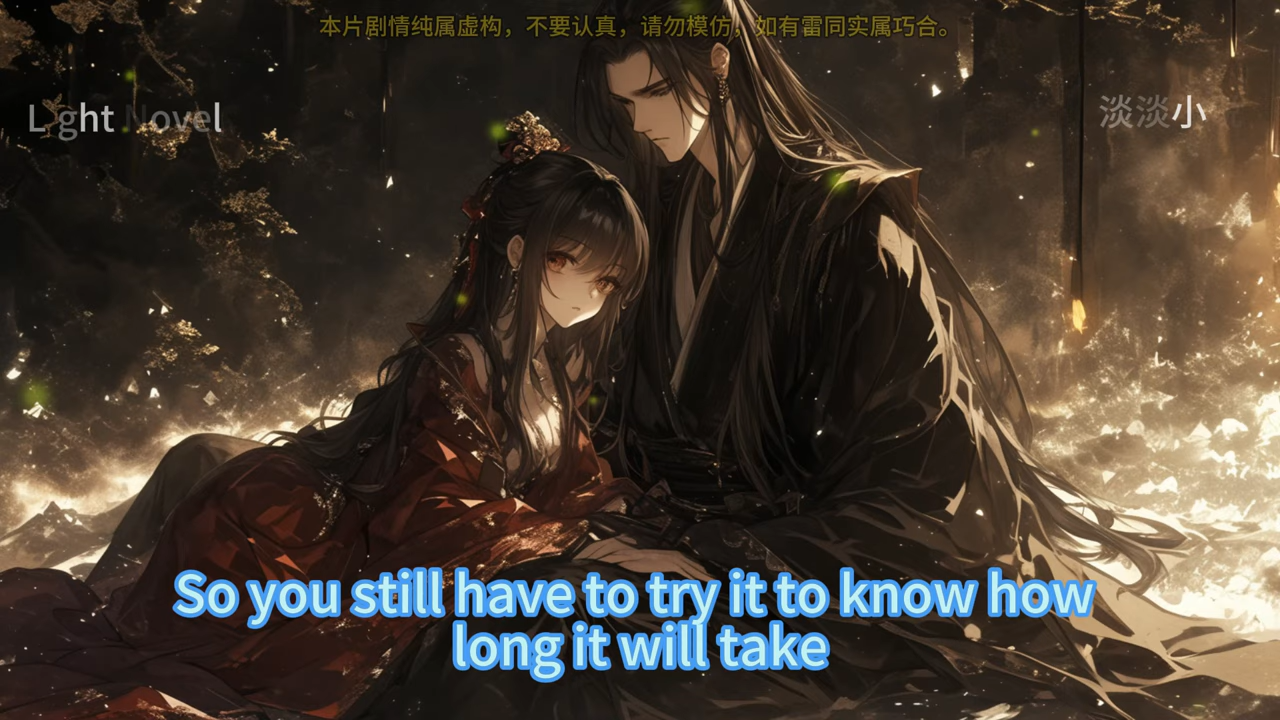 本片剧情纯属虚构，不要认真，请勿模仿，如有雷同实属巧合。
Light Novel
淡淡小
So you still have to try it to know how
long it will take